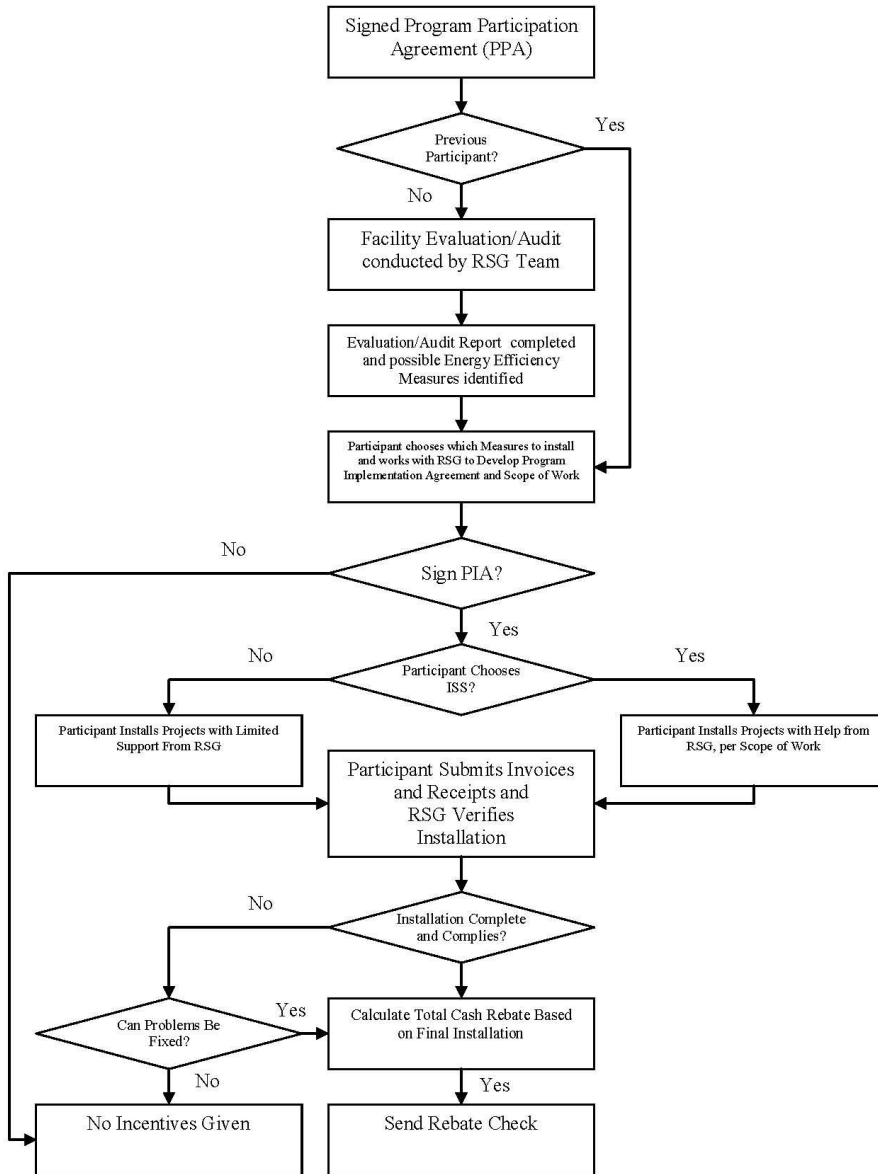 Signed Program Participation
Agreement (PPA)
Yes
Previous
Participant?
No
Facility Evaluation/Audit
conducted by RSG Team
Evaluation/Audit Report completed
and possible Energy Efficiency
Measures identified
Participant chooses which Measures to install
and works with RSG to Develop Program
Implementation Agreement and Scope of Work
No
Sign PIA?
Yes
No
Participant Chooses
ISS?
Yes
Participant Installs Projects with Limited
Support From RSG
Participant Installs Projects with Help from
RSG, per Scope of Work
Participant Submits Invoices
and Receipts and
RSG Verifies
Installation
No
Installation Complete
and Complies?
Can Problems Be
Fixed?
Yes
Calculate Total Cash Rebate Based
on Final Installation
No
Yes
No Incentives Given
Send Rebate Check